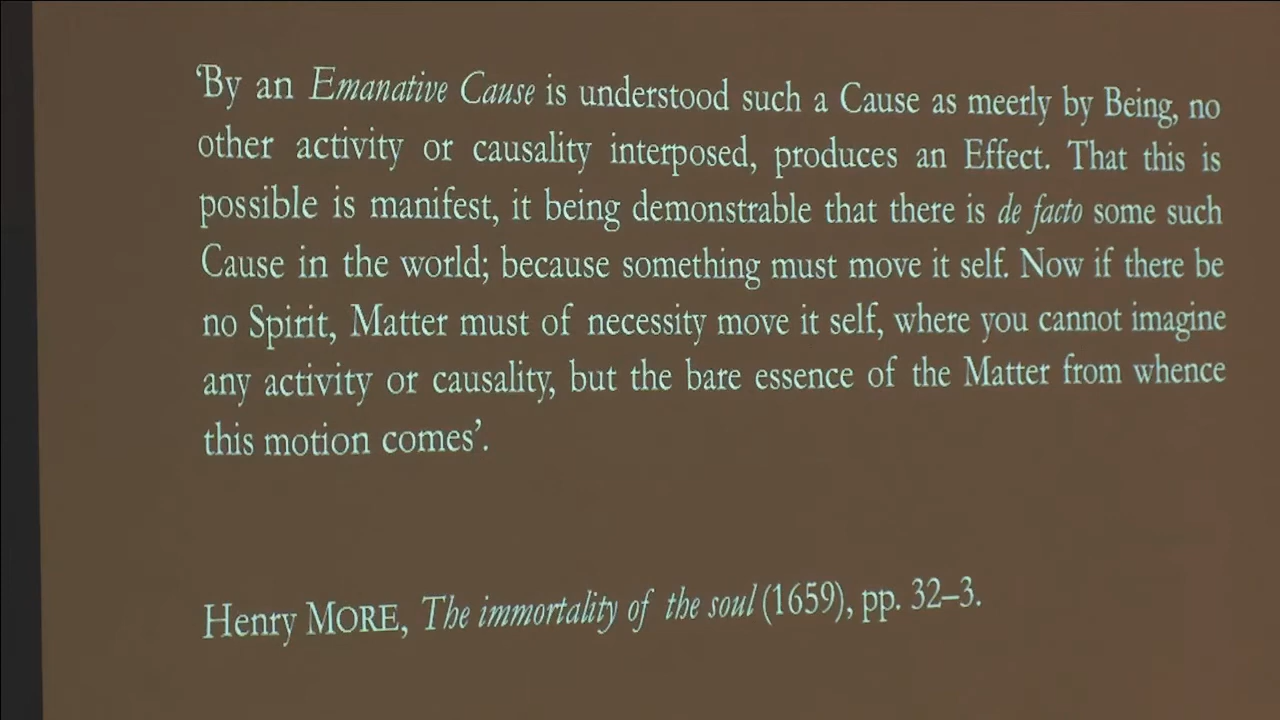 ‘By an Emanative Cause is understood such a Cause as meerly by Being, no
other activity or causality interposed, produces an Effect. That this is
possible is manifest, it being demonstrable that there is de facto some such
Cause in the world; because something must move it self. Now if there be
no Spirit, Matter must of necessity move it self, where you cannot imagine
any activity or causality, but the bare essence of the Matter from whence
this motion comes’.
Henry MORE, The immortality of the soul (1659), pp. 32–3.